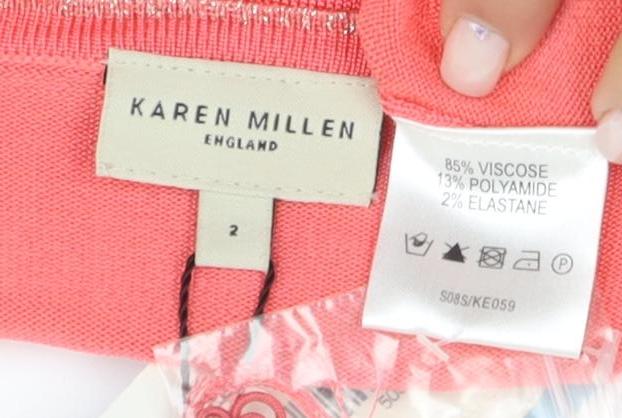 KAREN MILLEN
ENGLAND
2
85% VISCOSE
13% POLYAMIDE
2% ELASTANE
P
S08S/KE059